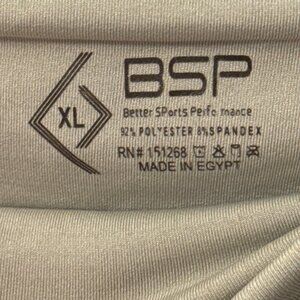 BSP
XL
Better SPorts Perfo mance
92% POLYESTER 8% SPANDEX
RN# 151268
MADE IN EGYPT